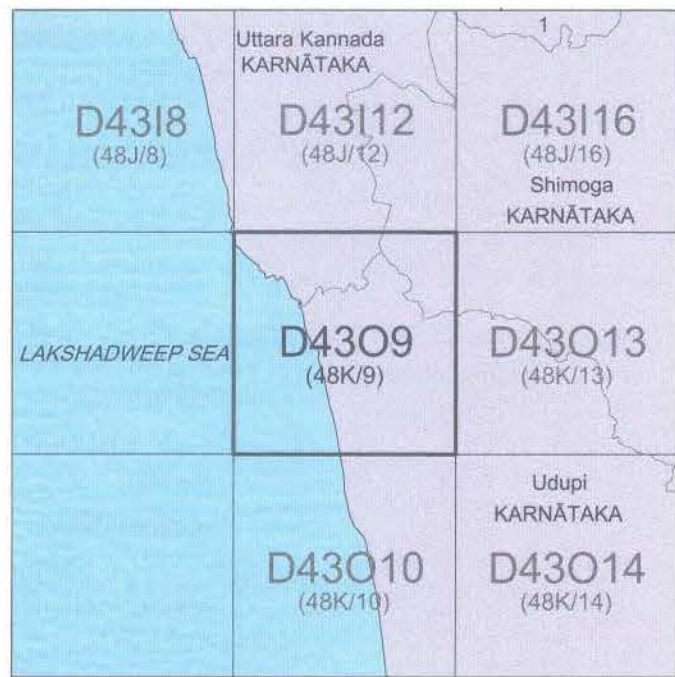 1
Uttara Kannada
KARNĀTAKA
D43I8
(48J/8)
D43I12
(48J/12)
D43I16
(48J/16)
Shimoga
KARNĀTAKA
LAKSHADWEEP SEA
D43O9
(48K/9)
D43O13
(48K/13)
Udupi
KARNĀTAKA
D43O10
(48K/10)
D43O14
(48K/14)